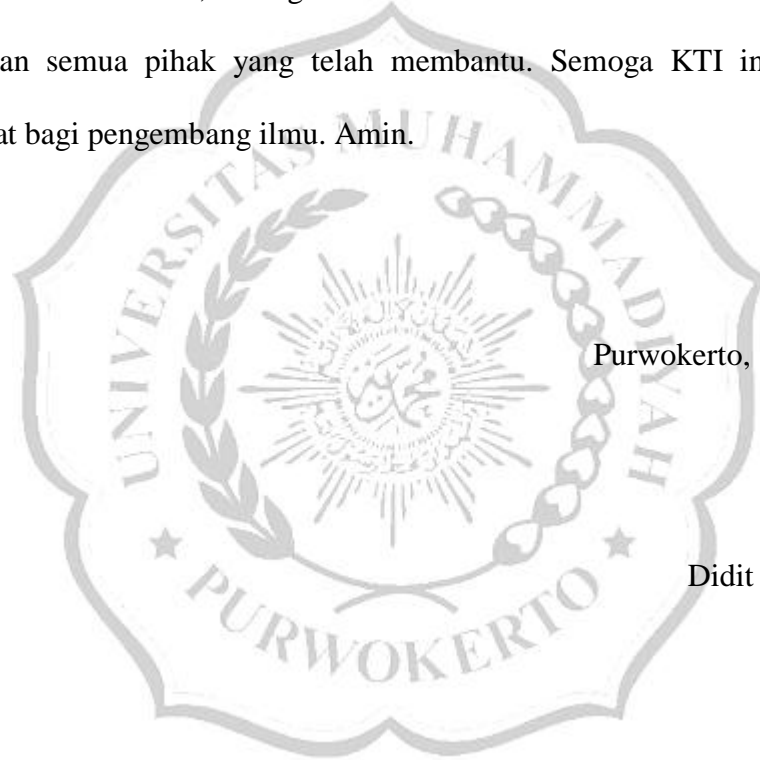 an semua pihak yang telah membantu. Semoga KTI in
at bagi pengembang ilmu. Amin.
UNIVERSITAS MUHAMMADIYAH
Purwokerto,
Didit
PURWOKERTO